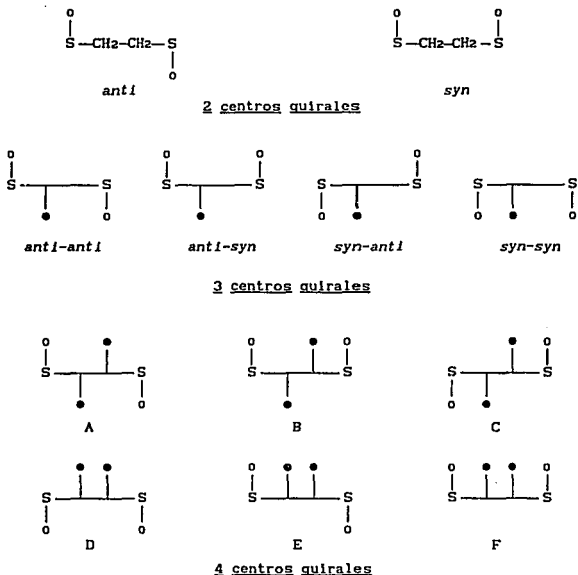 O O O
S—CH2—CH2—S S—CH2—CH2—S
O
anti syn
2 centros quirales
O O O O
S S S S S S S S
O O O O
anti-anti anti-syn syn-anti syn-syn
3 centros quirales
O O O O
S S S S S S
O O
A B C
O O O
S S S S S S
O O O
D E F
4 centros quirales